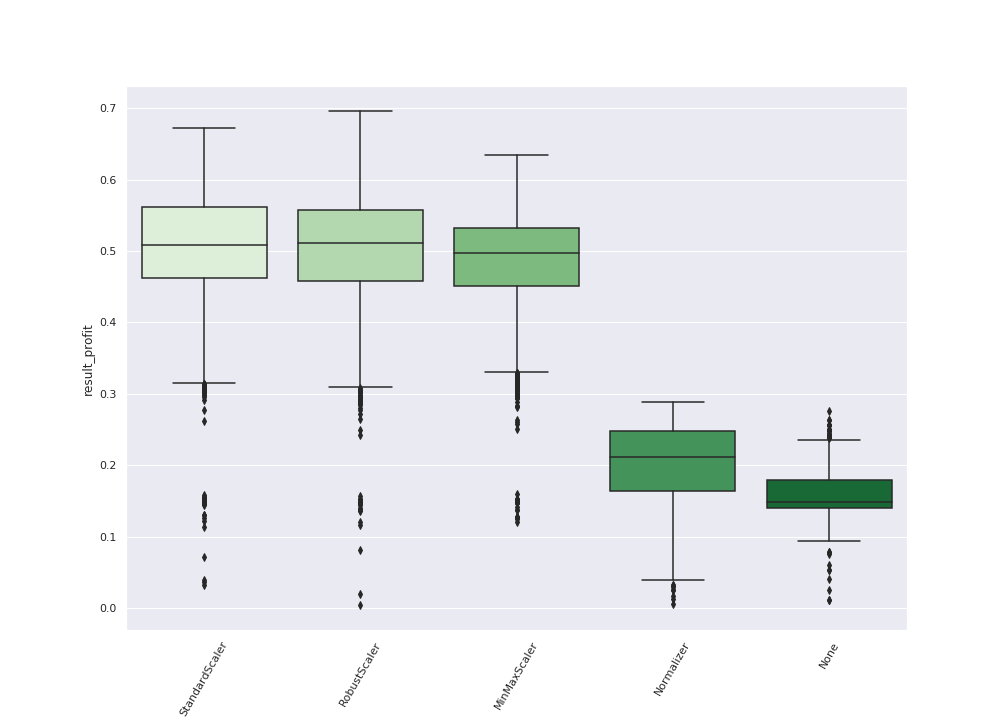 0.7
0.6
0.5
0.4
0.3
0.2
0.1
0.0
result_profit
StandardScaler
RobustScaler
MinMaxScaler
Normalizer
None